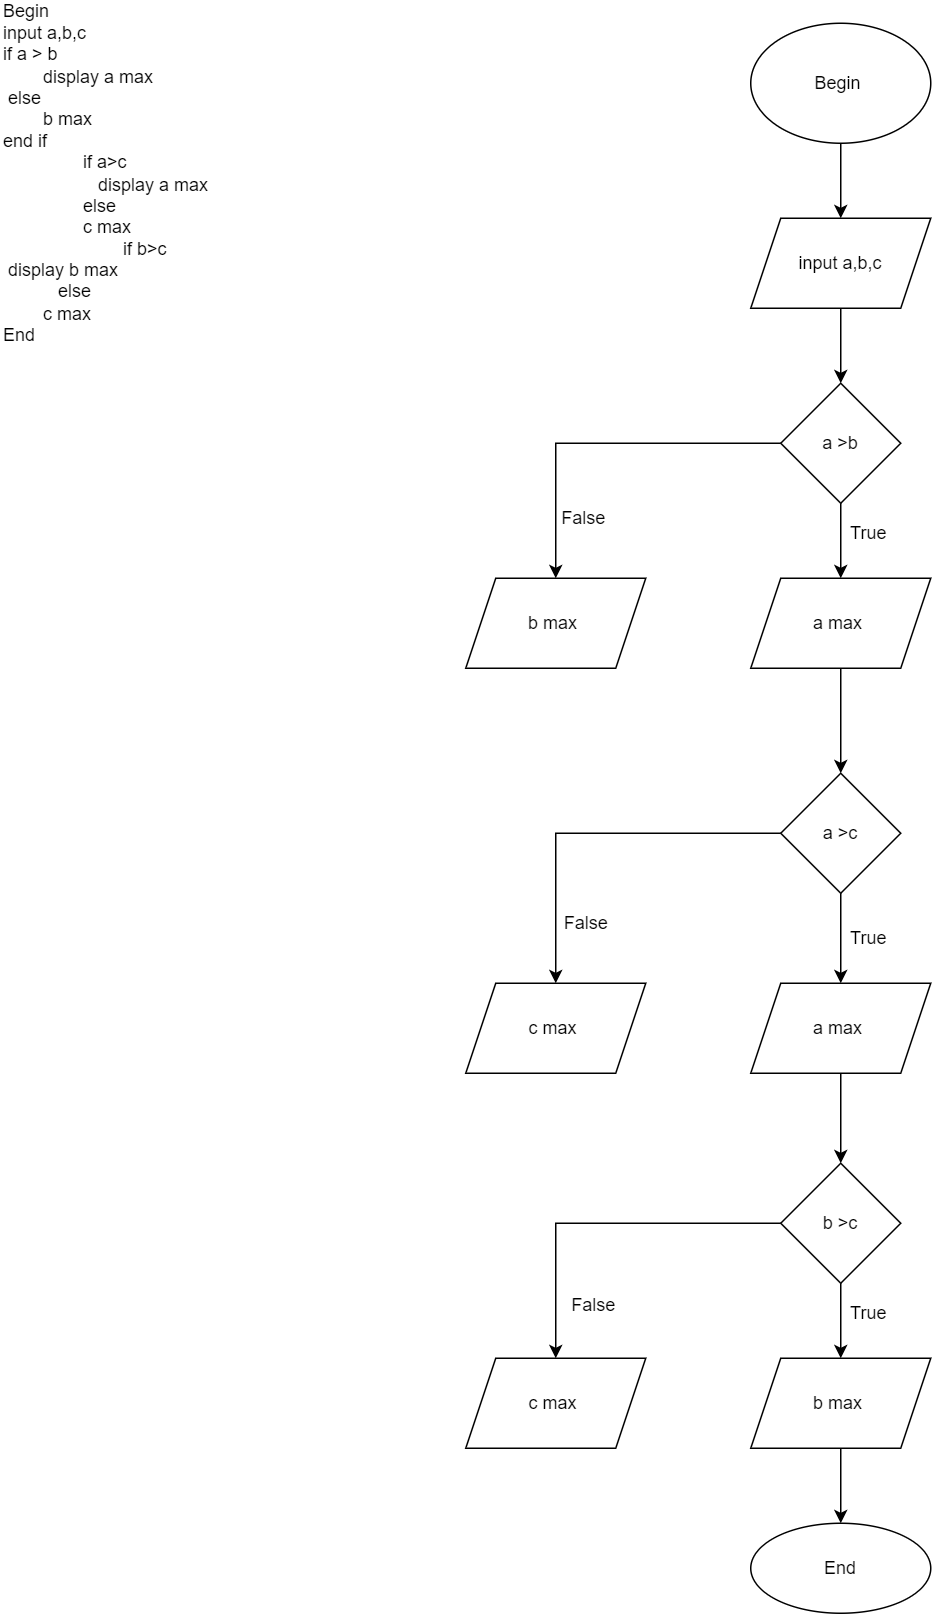 Begin
input a,b,c
if a > b
display a max
else
b max
end if
if a>c
display a max
else
c max
if b>c
display b max
else
c max
End
Begin
input a,b,c
a >b
False
True
b max
a max
a >c
False
True
c max
a max
b >c
False
True
c max
b max
End